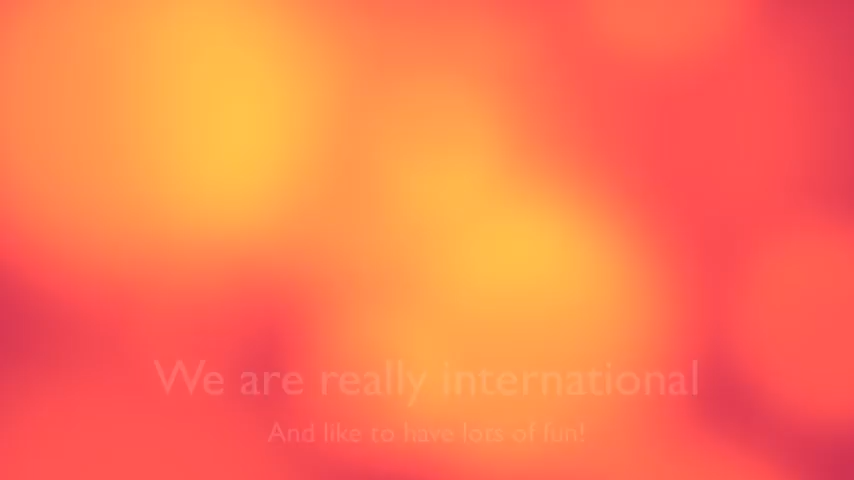 We are really international
And like to have lots of fun!